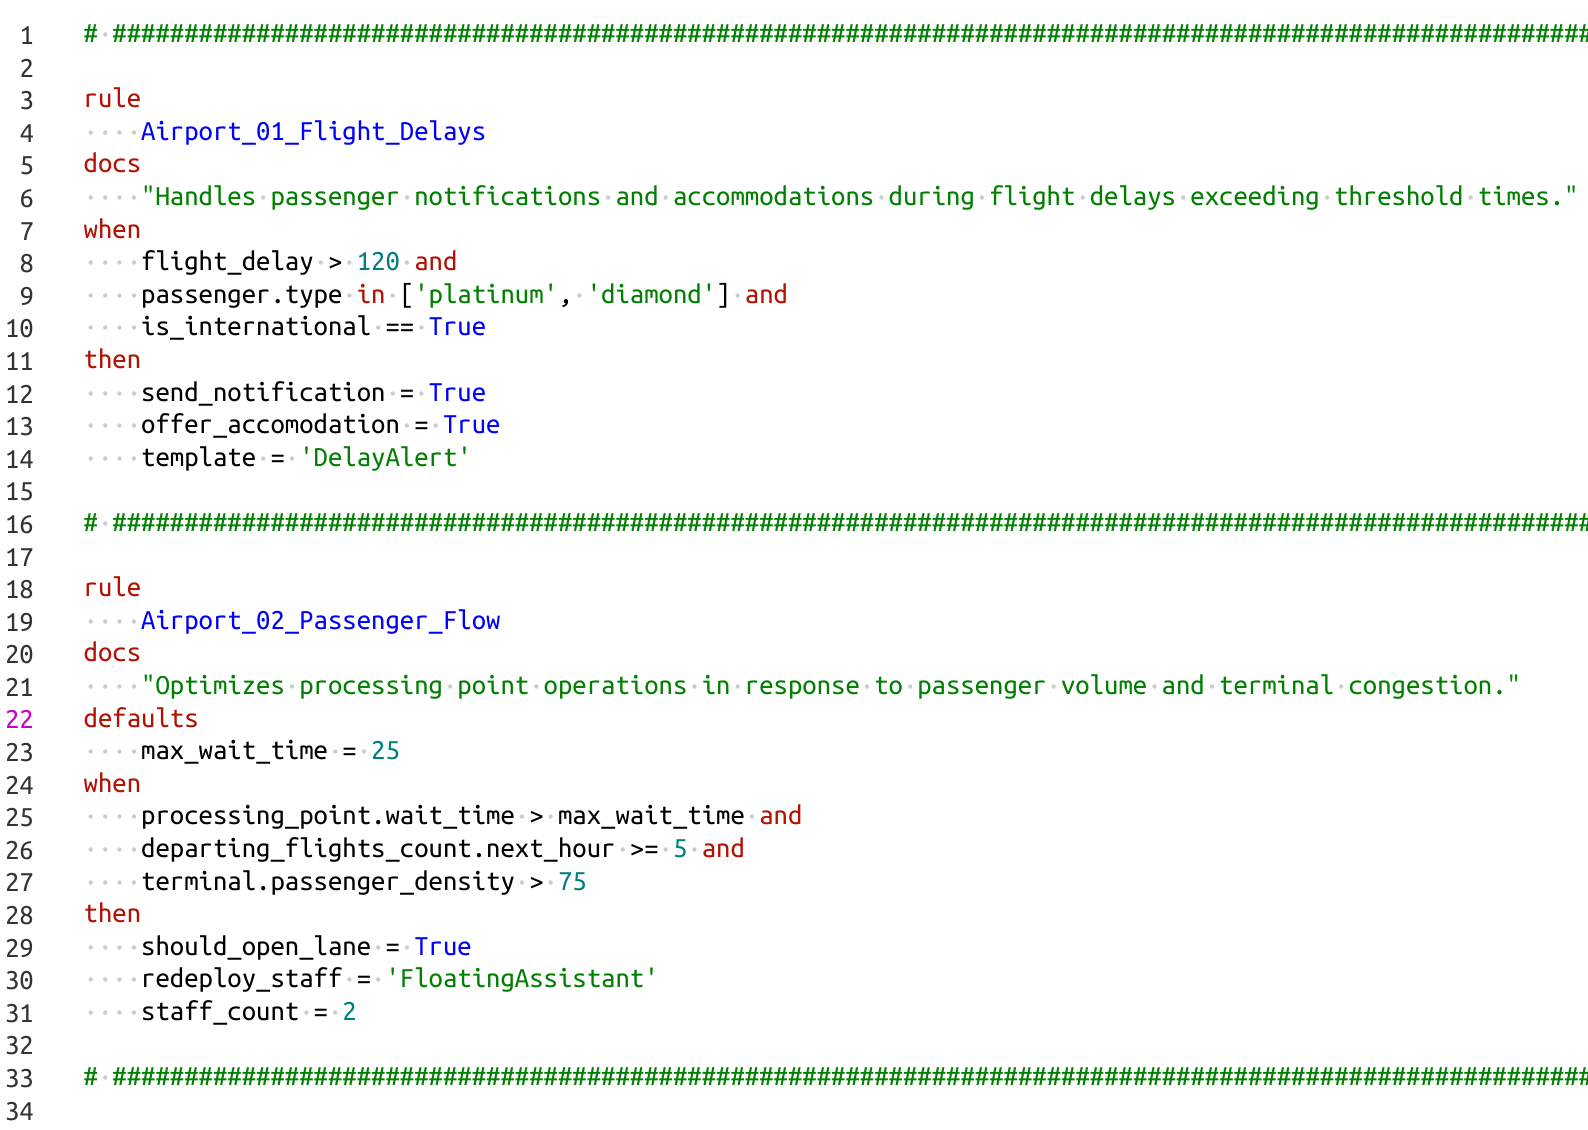 1 # #######################################################################################################
2
3 rule
4     Airport_01_Flight_Delays
5 docs
6     "Handles passenger notifications and accommodations during flight delays exceeding threshold times."
7 when
8     flight_delay > 120 and
9     passenger.type in ['platinum', 'diamond'] and
10     is_international == True
11 then
12     send_notification = True
13     offer_accomodation = True
14     template = 'DelayAlert'
15
16 # #######################################################################################################
17
18 rule
19     Airport_02_Passenger_Flow
20 docs
21     "Optimizes processing point operations in response to passenger volume and terminal congestion."
22 defaults
23     max_wait_time = 25
24 when
25     processing_point.wait_time > max_wait_time and
26     departing_flights_count.next_hour >= 5 and
27     terminal.passenger_density > 75
28 then
29     should_open_lane = True
30     redeploy_staff = 'FloatingAssistant'
31     staff_count = 2
32
33 # #######################################################################################################
34